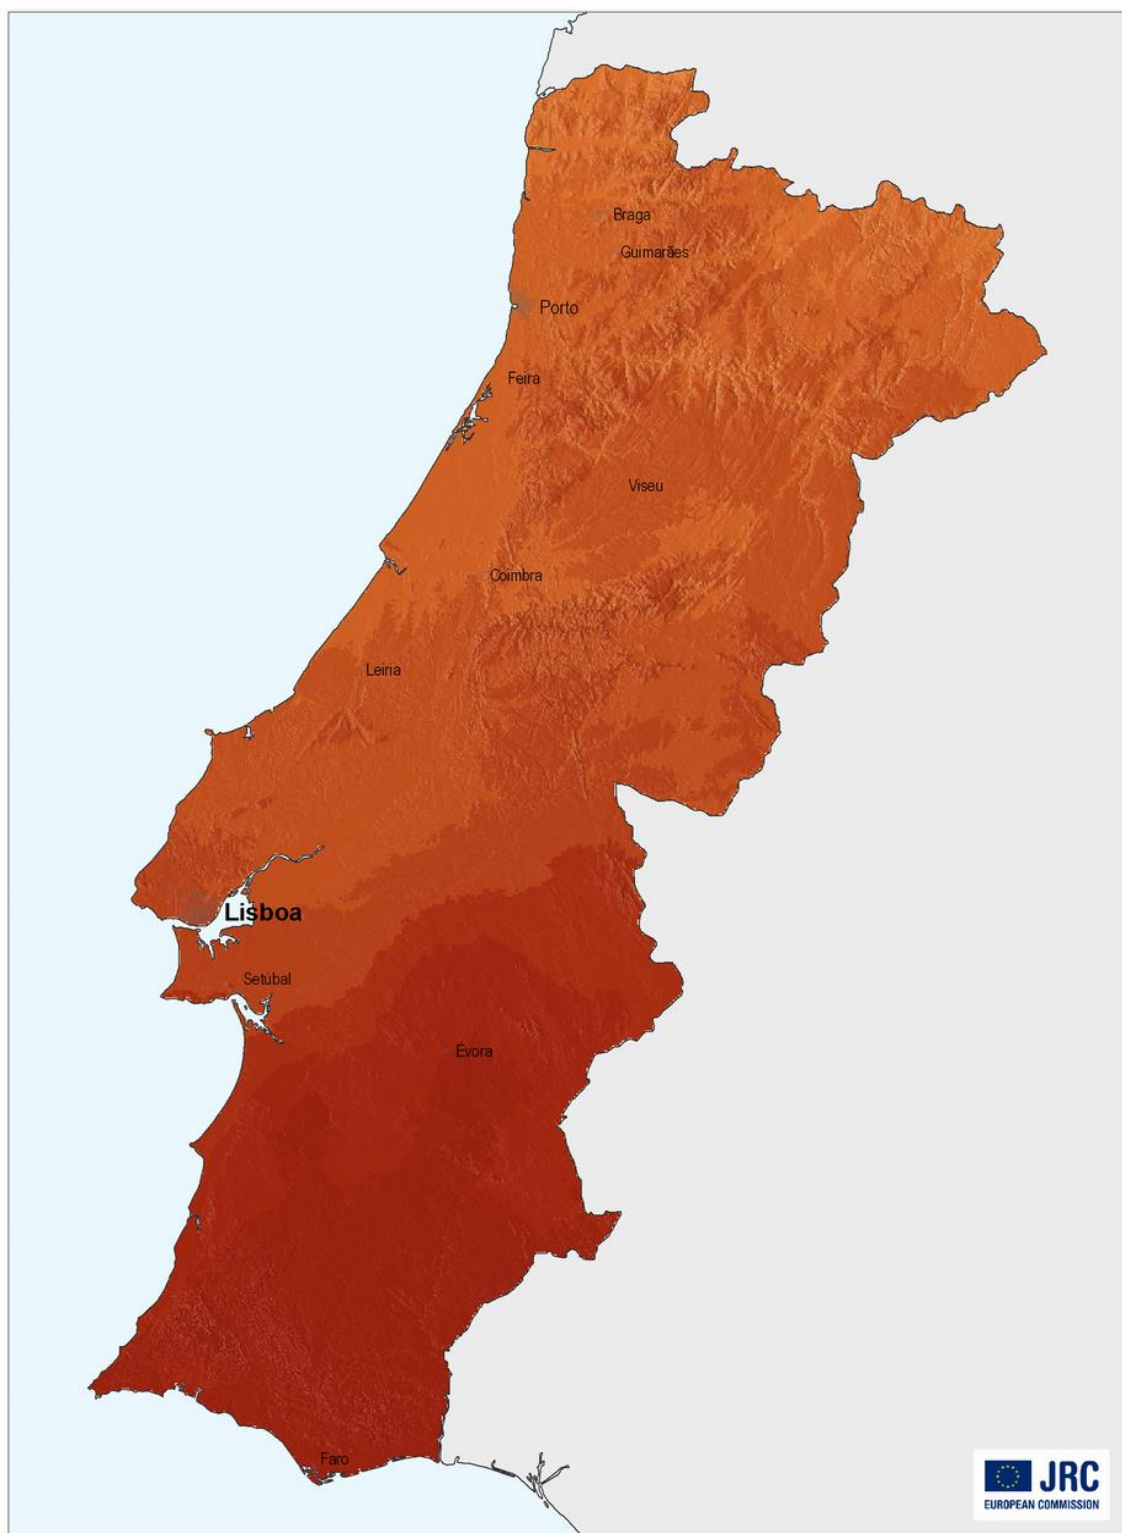 Braga
Guimarães
Porto
Feira
Viseu
Coimbra
Leiria
Lisboa
Setúbal
Évora
Faro
JRC
EUROPEAN COMMISSION